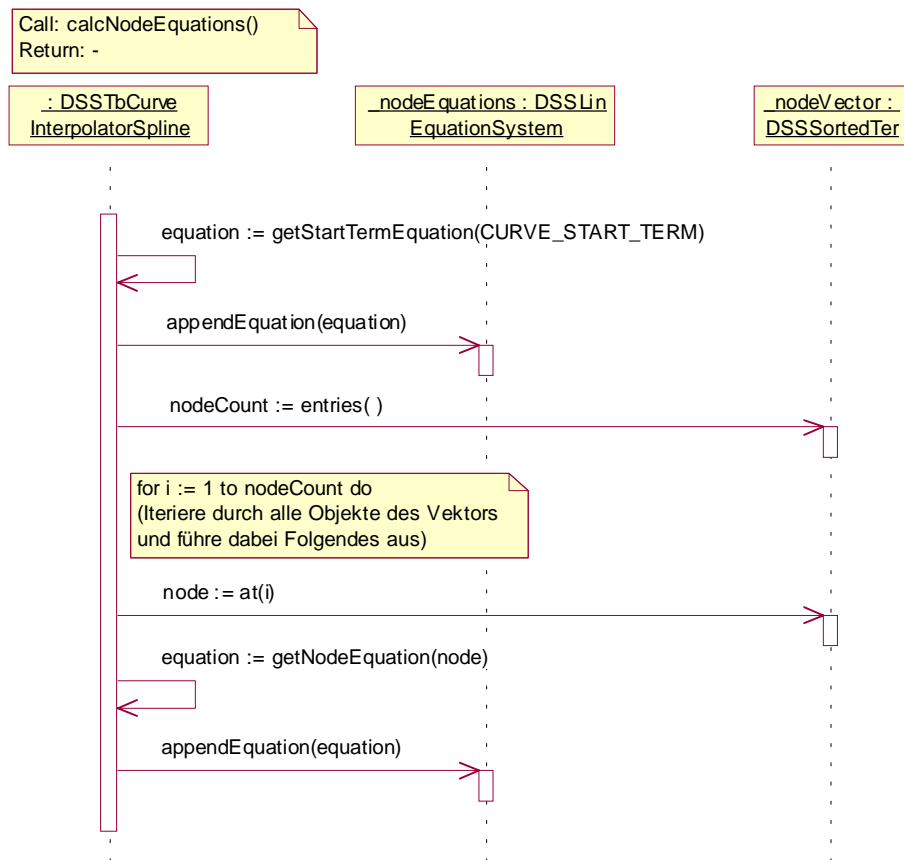 Call: calcNodeEquations()
Return: -
: DSSTbCurve
InterpolatorSpline
_nodeEquations : DSSLin
EquationSystem
_nodeVector :
DSSSortedTer
equation := getStartTermEquation(CURVE_START_TERM)
appendEquation(equation)
nodeCount := entries( )
for i := 1 to nodeCount do
(Iteriere durch alle Objekte des Vektors
und führe dabei Folgendes aus)
node := at(i)
equation := getNodeEquation(node)
appendEquation(equation)